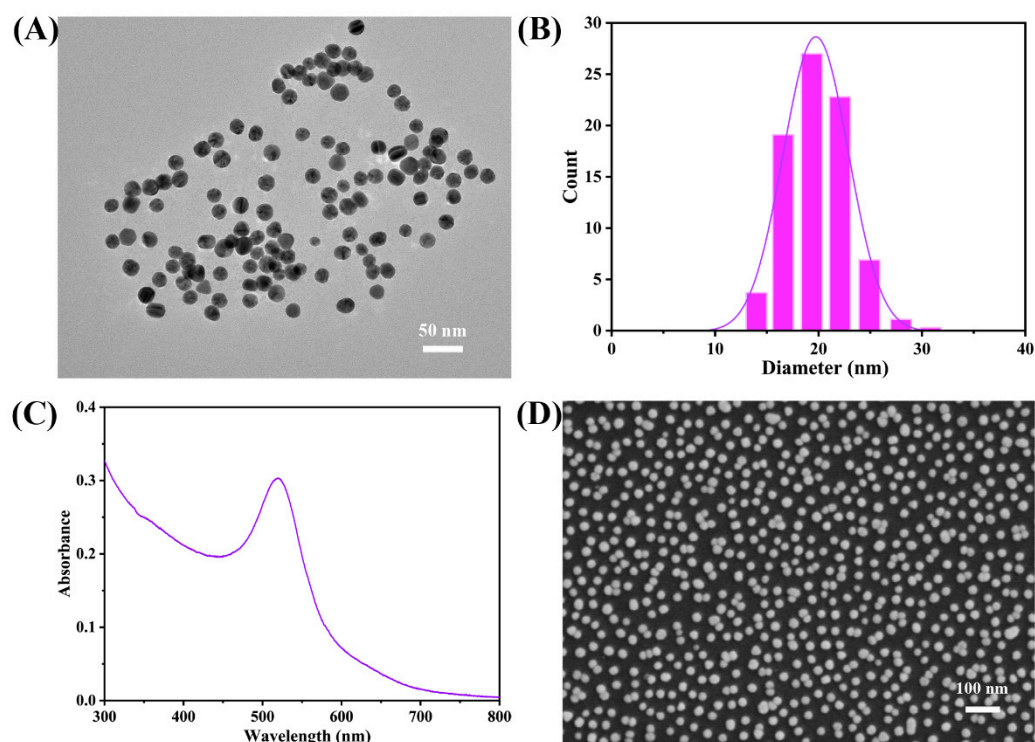 (A)
50 nm
(B)
30
25
20
15
10
5
0
Count
0 10 20 30 40
Diameter (nm)
(C)
0.4
0.3
0.2
0.1
0.0
Absorbance
300 400 500 600 700 800
Wavelength (nm)
(D)
100 nm